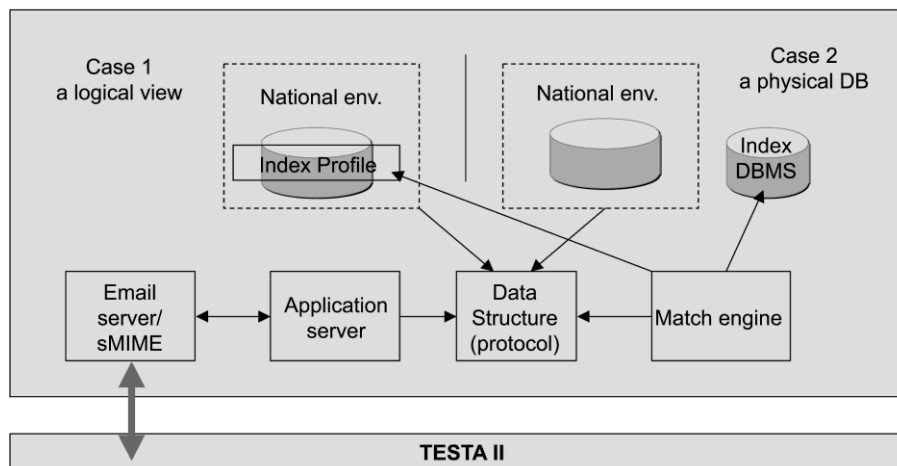 Case 1
a logical view
National env.
Index Profile
National env.
Case 2
a physical DB
Index
DBMS
Email
server/
sMIME
Application
server
Data
Structure
(protocol)
Match engine
TESTA II